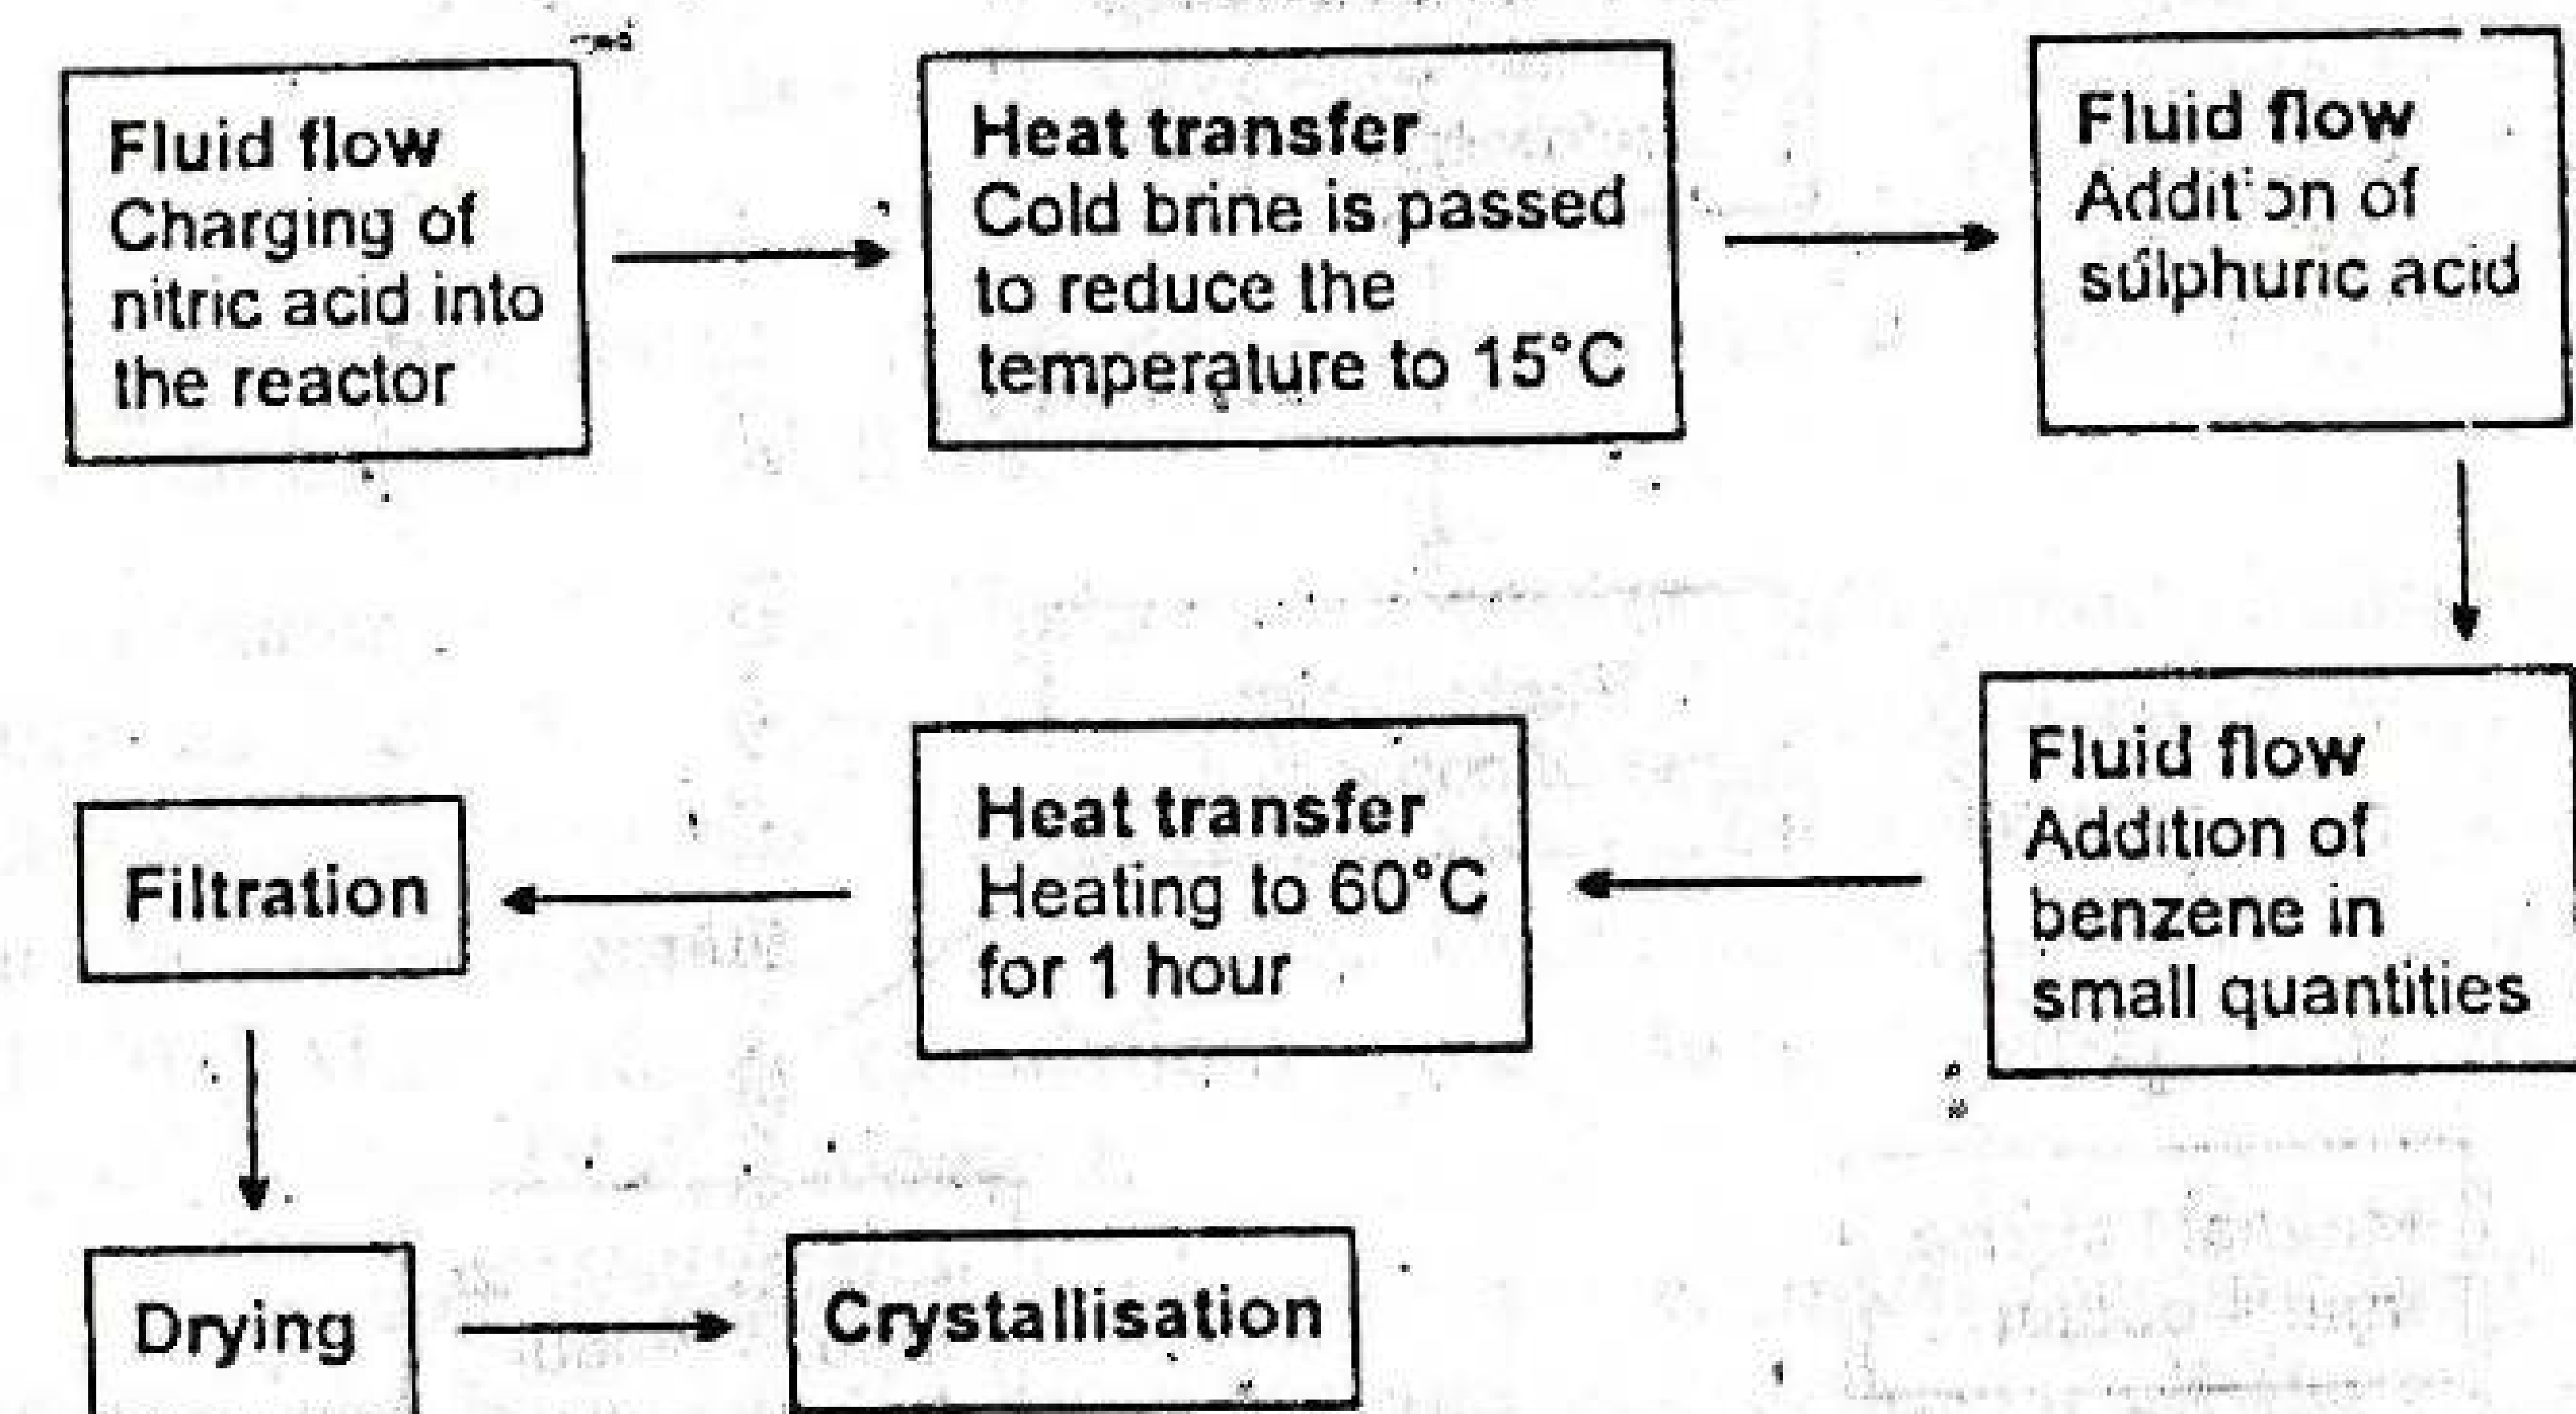 Fluid flow
Charging of
nitric acid into
the reactor
Heat transfer
Cold brine is passed
to reduce the
temperature to 15°C
Fluid flow
Addition of
sulphuric acid
Fluid flow
Addition of
benzene in
small quantities
Heat transfer
Heating to 60°C
for 1 hour
Filtration
Drying
Crystallisation